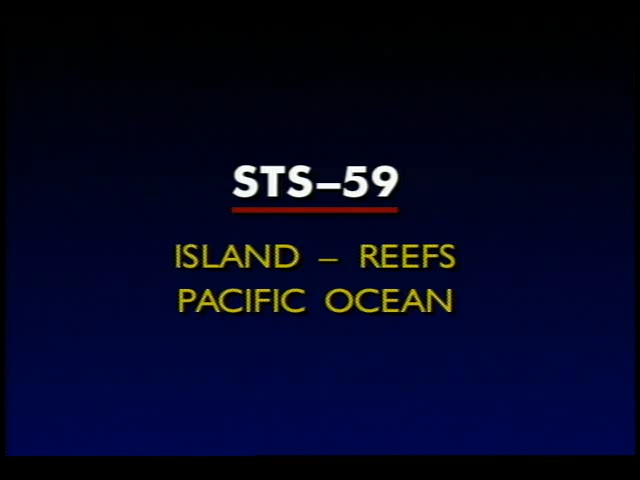 STS–59
ISLAND – REEFS
PACIFIC OCEAN